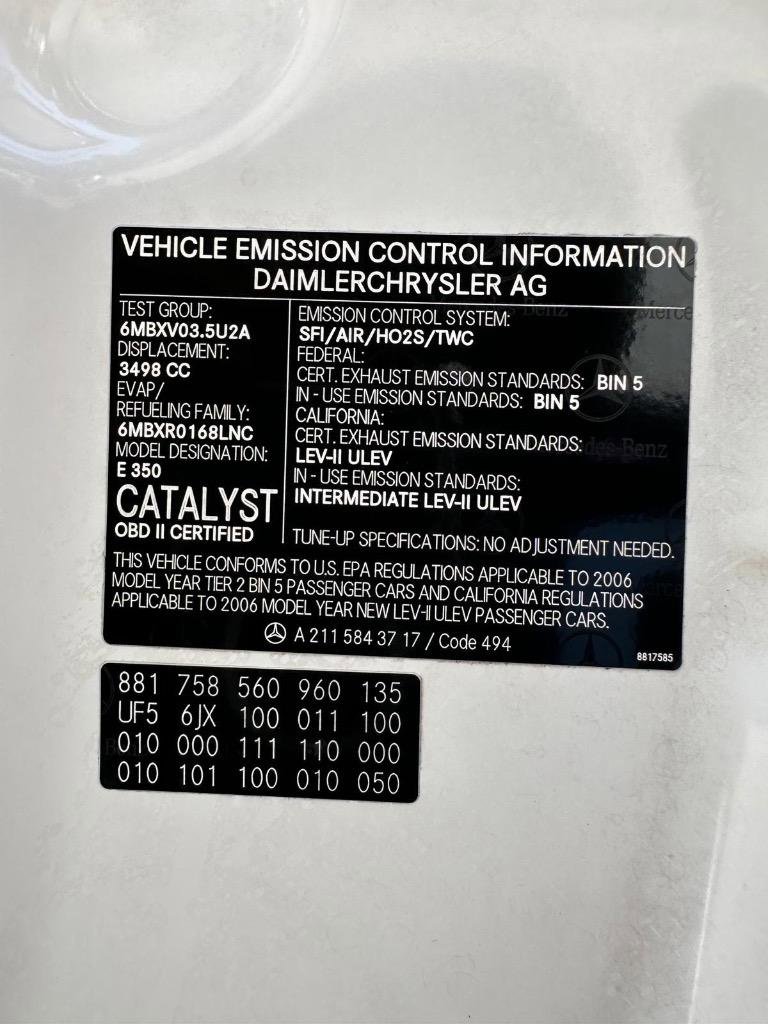 VEHICLE EMISSION CONTROL INFORMATION
DAIMLERCHRYSLER AG
TEST GROUP:
6MBXV03.5U2A
DISPLACEMENT:
3498 CC
EVAP/
REFUELING FAMILY:
6MBXR0168LNC
MODEL DESIGNATION:
E 350
CATALYST
OBD II CERTIFIED
EMISSION CONTROL SYSTEM:
SFI/AIR/HO2S/TWC
FEDERAL:
CERT. EXHAUST EMISSION STANDARDS: BIN 5
IN - USE EMISSION STANDARDS: BIN 5
CALIFORNIA:
CERT. EXHAUST EMISSION STANDARDS:
LEV-II ULEV
IN - USE EMISSION STANDARDS:
INTERMEDIATE LEV-II ULEV
TUNE-UP SPECIFICATIONS: NO ADJUSTMENT NEEDED.
THIS VEHICLE CONFORMS TO U.S. EPA REGULATIONS APPLICABLE TO 2006
MODEL YEAR TIER 2 BIN 5 PASSENGER CARS AND CALIFORNIA REGULATIONS
APPLICABLE TO 2006 MODEL YEAR NEW LEV-II ULEV PASSENGER CARS.
A 211 584 37 17 / Code 494
8817585
881 758 560 960 135
UF5 6JX 100 011 100
010 000 111 110 000
010 101 100 010 050